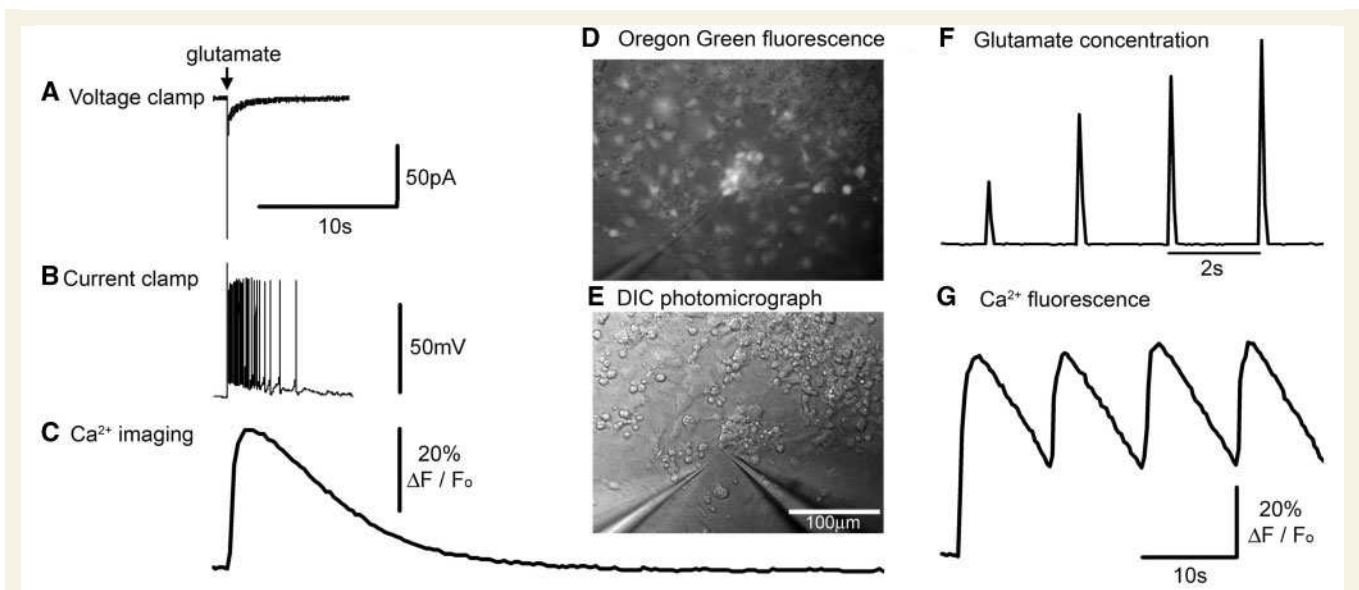 glutamate
A Voltage clamp
50pA
10s
B Current clamp
50mV
C Ca²⁺ imaging
20%
ΔF / F₀
D Oregon Green fluorescence
E DIC photomicrograph
100µm
F Glutamate concentration
2s
G Ca²⁺ fluorescence
20%
ΔF / F₀
10s